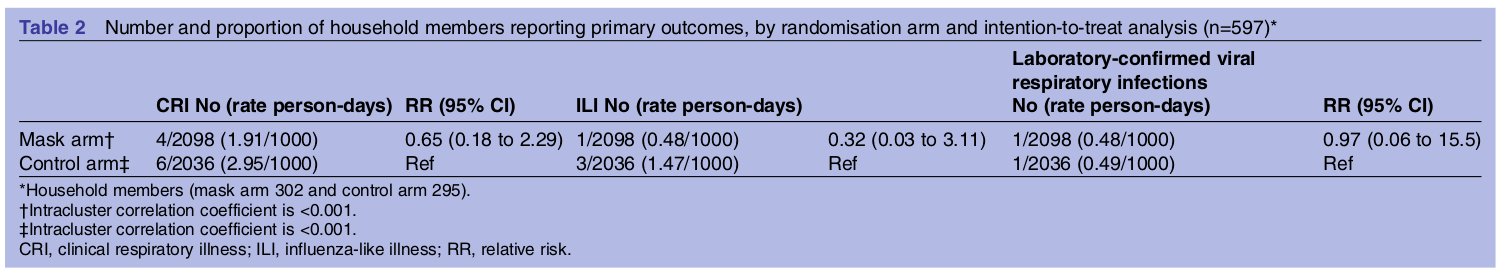 Table 2 Number and proportion of household members reporting primary outcomes, by randomisation arm and intention-to-treat analysis (n=597)*
Laboratory-confirmed viral
respiratory infections
CRI No (rate person-days) RR (95% CI) ILI No (rate person-days) No (rate person-days) RR (95% CI)
Mask arm† 4/2098 (1.91/1000) 0.65 (0.18 to 2.29) 1/2098 (0.48/1000) 0.32 (0.03 to 3.11) 1/2098 (0.48/1000) 0.97 (0.06 to 15.5)
Control arm‡ 6/2036 (2.95/1000) Ref 3/2036 (1.47/1000) Ref 1/2036 (0.49/1000) Ref
*Household members (mask arm 302 and control arm 295).
†Intracluster correlation coefficient is <0.001.
‡Intracluster correlation coefficient is <0.001.
CRI, clinical respiratory illness; ILI, influenza-like illness; RR, relative risk.